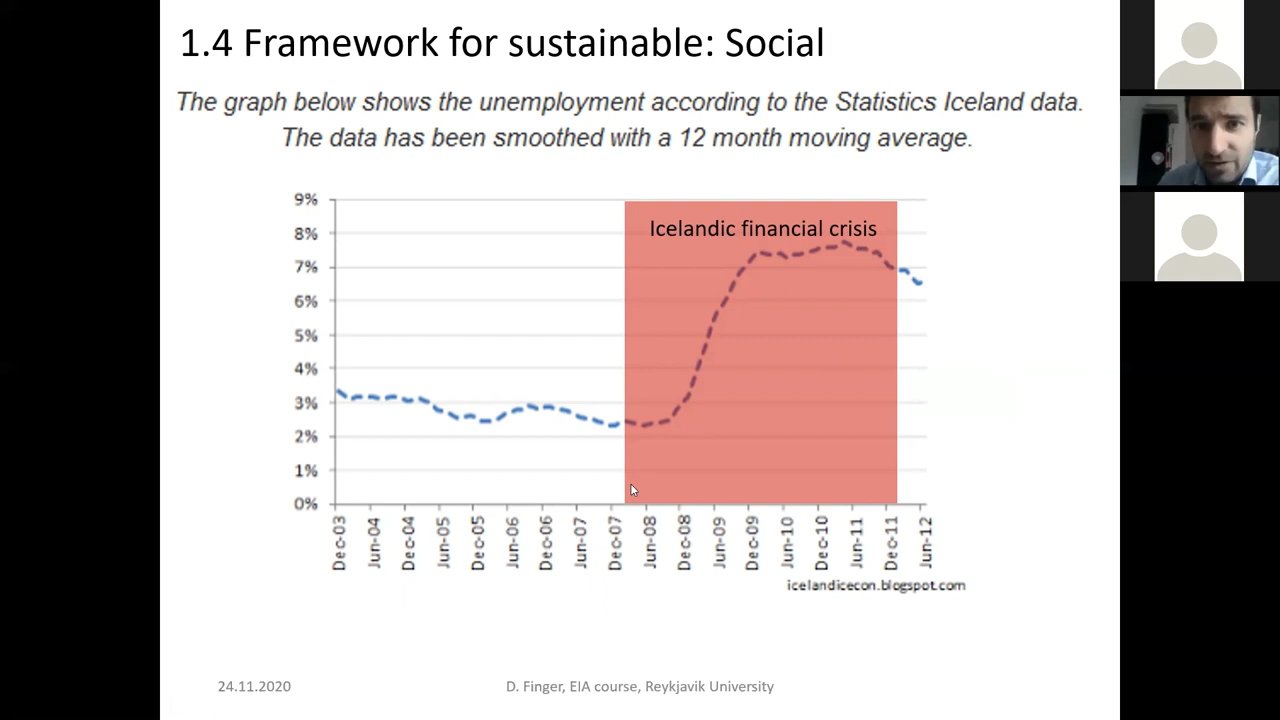 1.4 Framework for sustainable: Social
The graph below shows the unemployment according to the Statistics Iceland data.
The data has been smoothed with a 12 month moving average.
9%
8%
7%
6%
5%
4%
3%
2%
1%
0%
Icelandic financial crisis
Dec-03
Jun-04
Dec-04
Jun-05
Dec-05
Jun-06
Dec-06
Jun-07
Dec-07
Jun-08
Dec-08
Jun-09
Dec-09
Jun-10
Dec-10
Jun-11
Dec-11
Jun-12
icelandicecon.blogspot.com
24.11.2020
D. Finger, EIA course, Reykjavik University